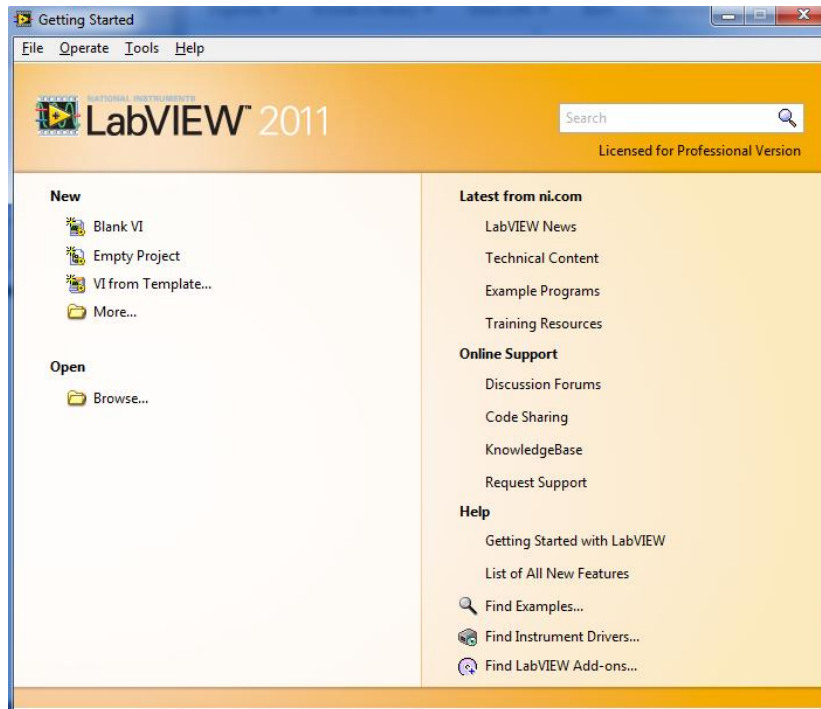 Getting Started
File Operate Tools Help
NATIONAL INSTRUMENTS
LabVIEW™ 2011
Search
Licensed for Professional Version
New
Blank VI
Empty Project
VI from Template...
More...
Open
Browse...
Latest from ni.com
LabVIEW News
Technical Content
Example Programs
Training Resources
Online Support
Discussion Forums
Code Sharing
KnowledgeBase
Request Support
Help
Getting Started with LabVIEW
List of All New Features
Find Examples...
Find Instrument Drivers...
Find LabVIEW Add-ons...